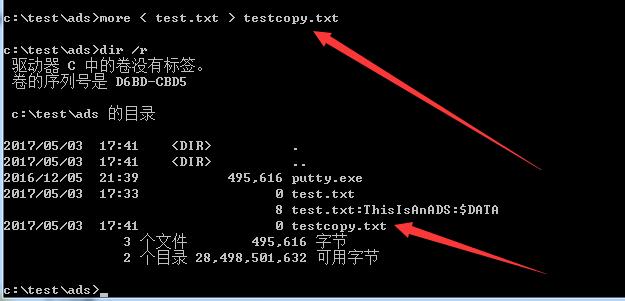 c:\test\ads>more < test.txt > testcopy.txt
c:\test\ads>dir /r
驱动器 C 中的卷没有标签。
卷的序列号是 D6BD-CBD5
c:\test\ads 的目录
2017/05/03 17:41 <DIR> .
2017/05/03 17:41 <DIR> ..
2016/12/05 21:39 495,616 putty.exe
2017/05/03 17:33 0 test.txt
8 test.txt:ThisIsAnADS:$DATA
2017/05/03 17:41 0 testcopy.txt
3 个文件 495,616 字节
2 个目录 28,498,501,632 可用字节
c:\test\ads>_